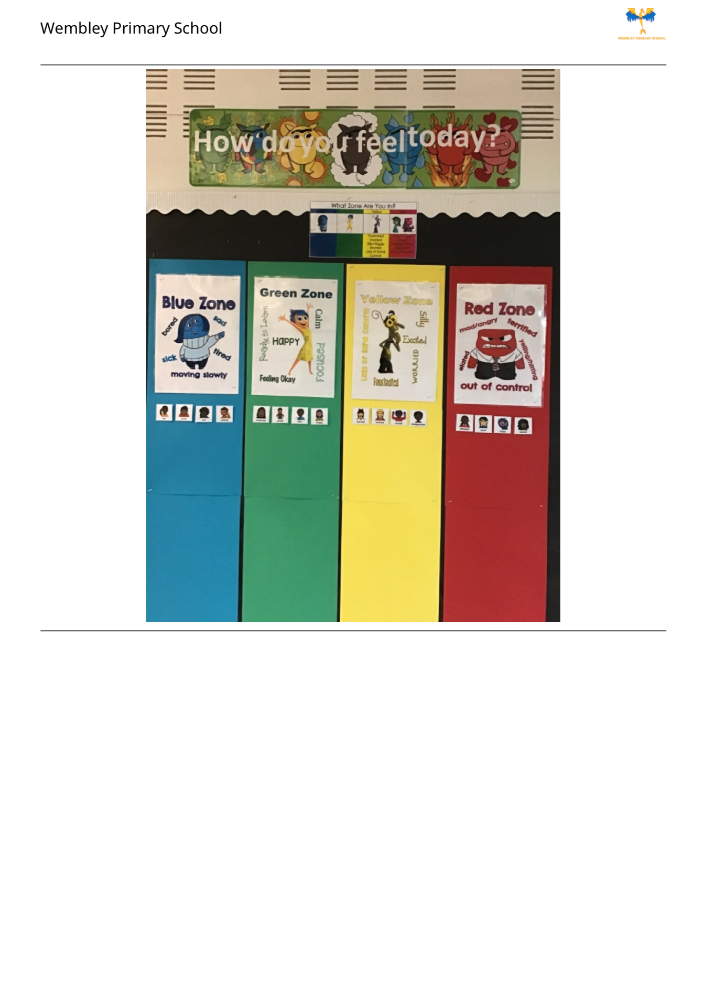 Wembley Primary School
WEMBLEY PRIMARY SCHOOL
How do you feel today?
What Zone Are You In?
Yellow
Frustrated
Worried
Silly/Wiggly
Excited
Loss of Some
Control
Blue Zone
bored
sad
sick
tired
moving slowly
Green Zone
Ready to Learn
Calm
HAPPY
FOCUSED
Feeling Okay
Yellow Zone
Loss of Some Control
Silly
Excited
WORRIED
Frustrated
Red Zone
mad/angry
terrified
elated
yelling/hitting
out of control